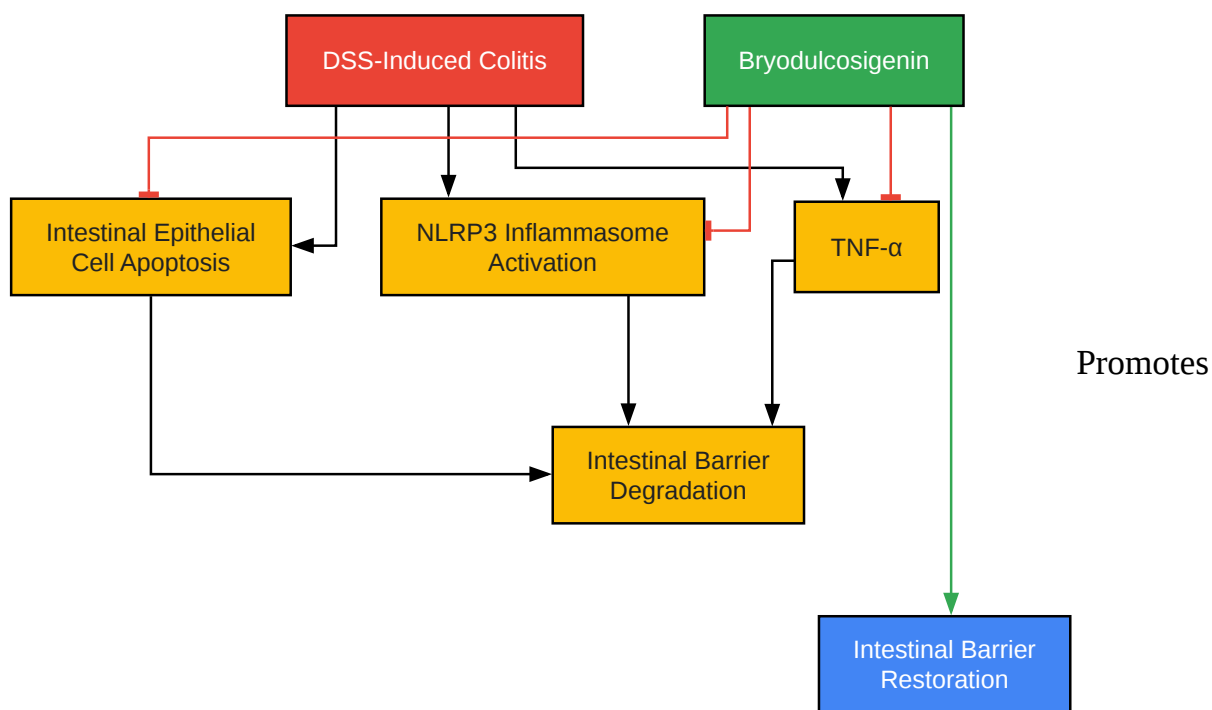 DSS-Induced Colitis
Bryodulcosigenin
Intestinal Epithelial
Cell Apoptosis
NLRP3 Inflammasome
Activation
TNF-α
Promotes
Intestinal Barrier
Degradation
Intestinal Barrier
Restoration